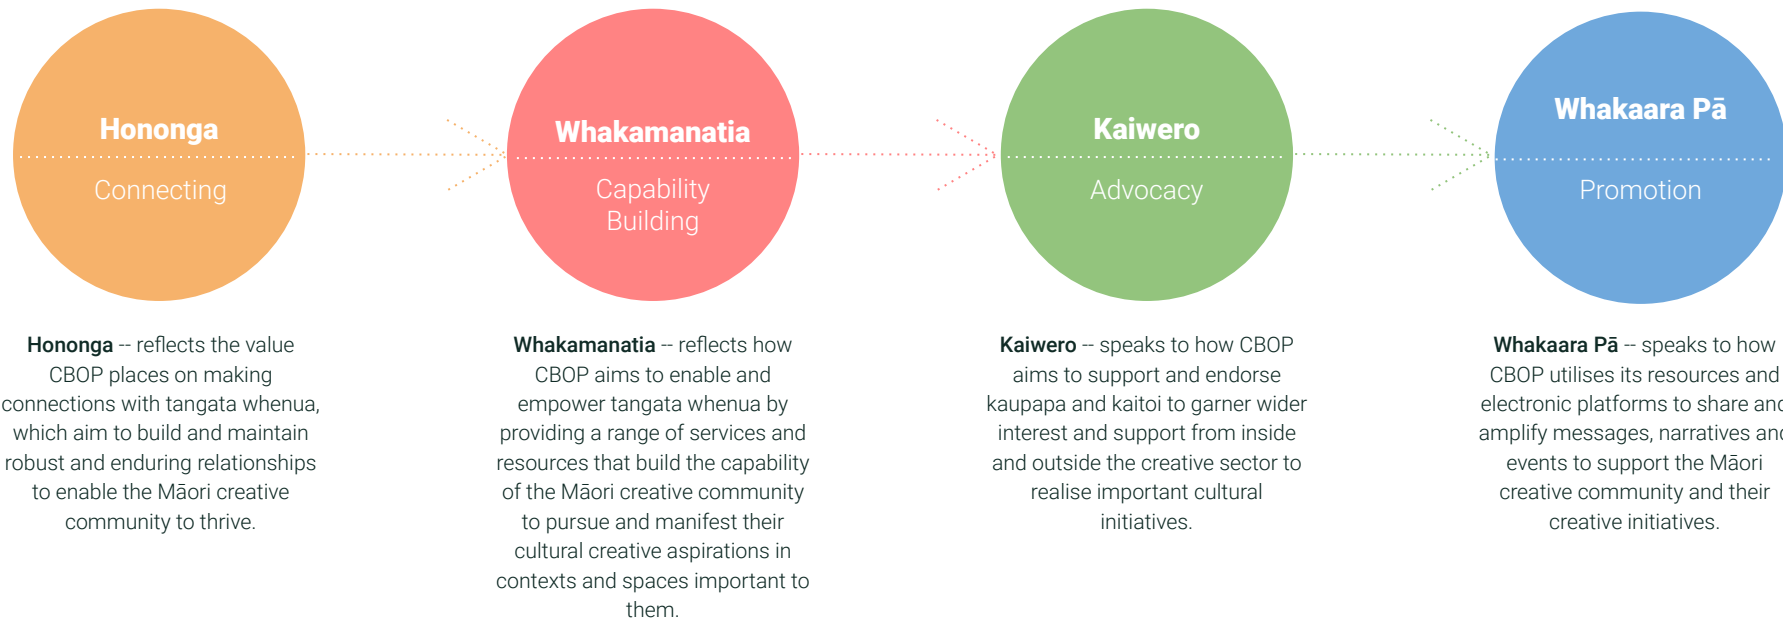 Hononga
Connecting
Whakamanatia
Capability
Building
Kaiwero
Advocacy
Whakaara Pā
Promotion
Hononga -- reflects the value
CBOP places on making
connections with tangata whenua,
which aim to build and maintain
robust and enduring relationships
to enable the Māori creative
community to thrive.
Whakamanatia -- reflects how
CBOP aims to enable and
empower tangata whenua by
providing a range of services and
resources that build the capability
of the Māori creative community
to pursue and manifest their
cultural creative aspirations in
contexts and spaces important to
them.
Kaiwero -- speaks to how CBOP
aims to support and endorse
kaupapa and kaitoi to garner wider
interest and support from inside
and outside the creative sector to
realise important cultural
initiatives.
Whakaara Pā -- speaks to how
CBOP utilises its resources and
electronic platforms to share and
amplify messages, narratives and
events to support the Māori
creative community and their
creative initiatives.